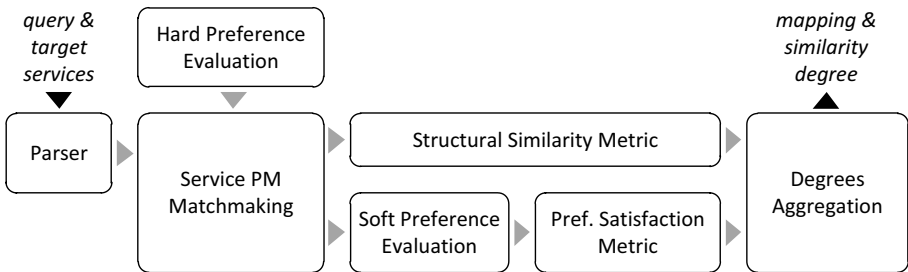 query &
target
services
Hard Preference
Evaluation
mapping &
similarity
degree
Parser
Service PM
Matchmaking
Structural Similarity Metric
Soft Preference
Evaluation
Pref. Satisfaction
Metric
Degrees
Aggregation